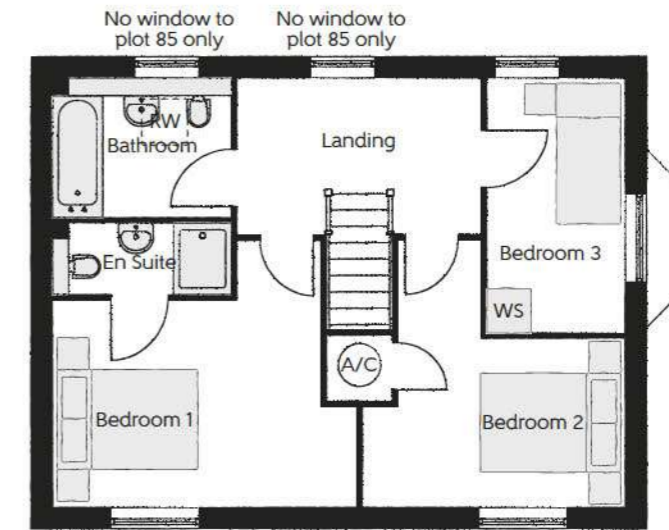 No window to
plot 85 only
No window to
plot 85 only
RW
Bathroom
Landing
En Suite
Bedroom 3
WS
A/C
Bedroom 1
Bedroom 2